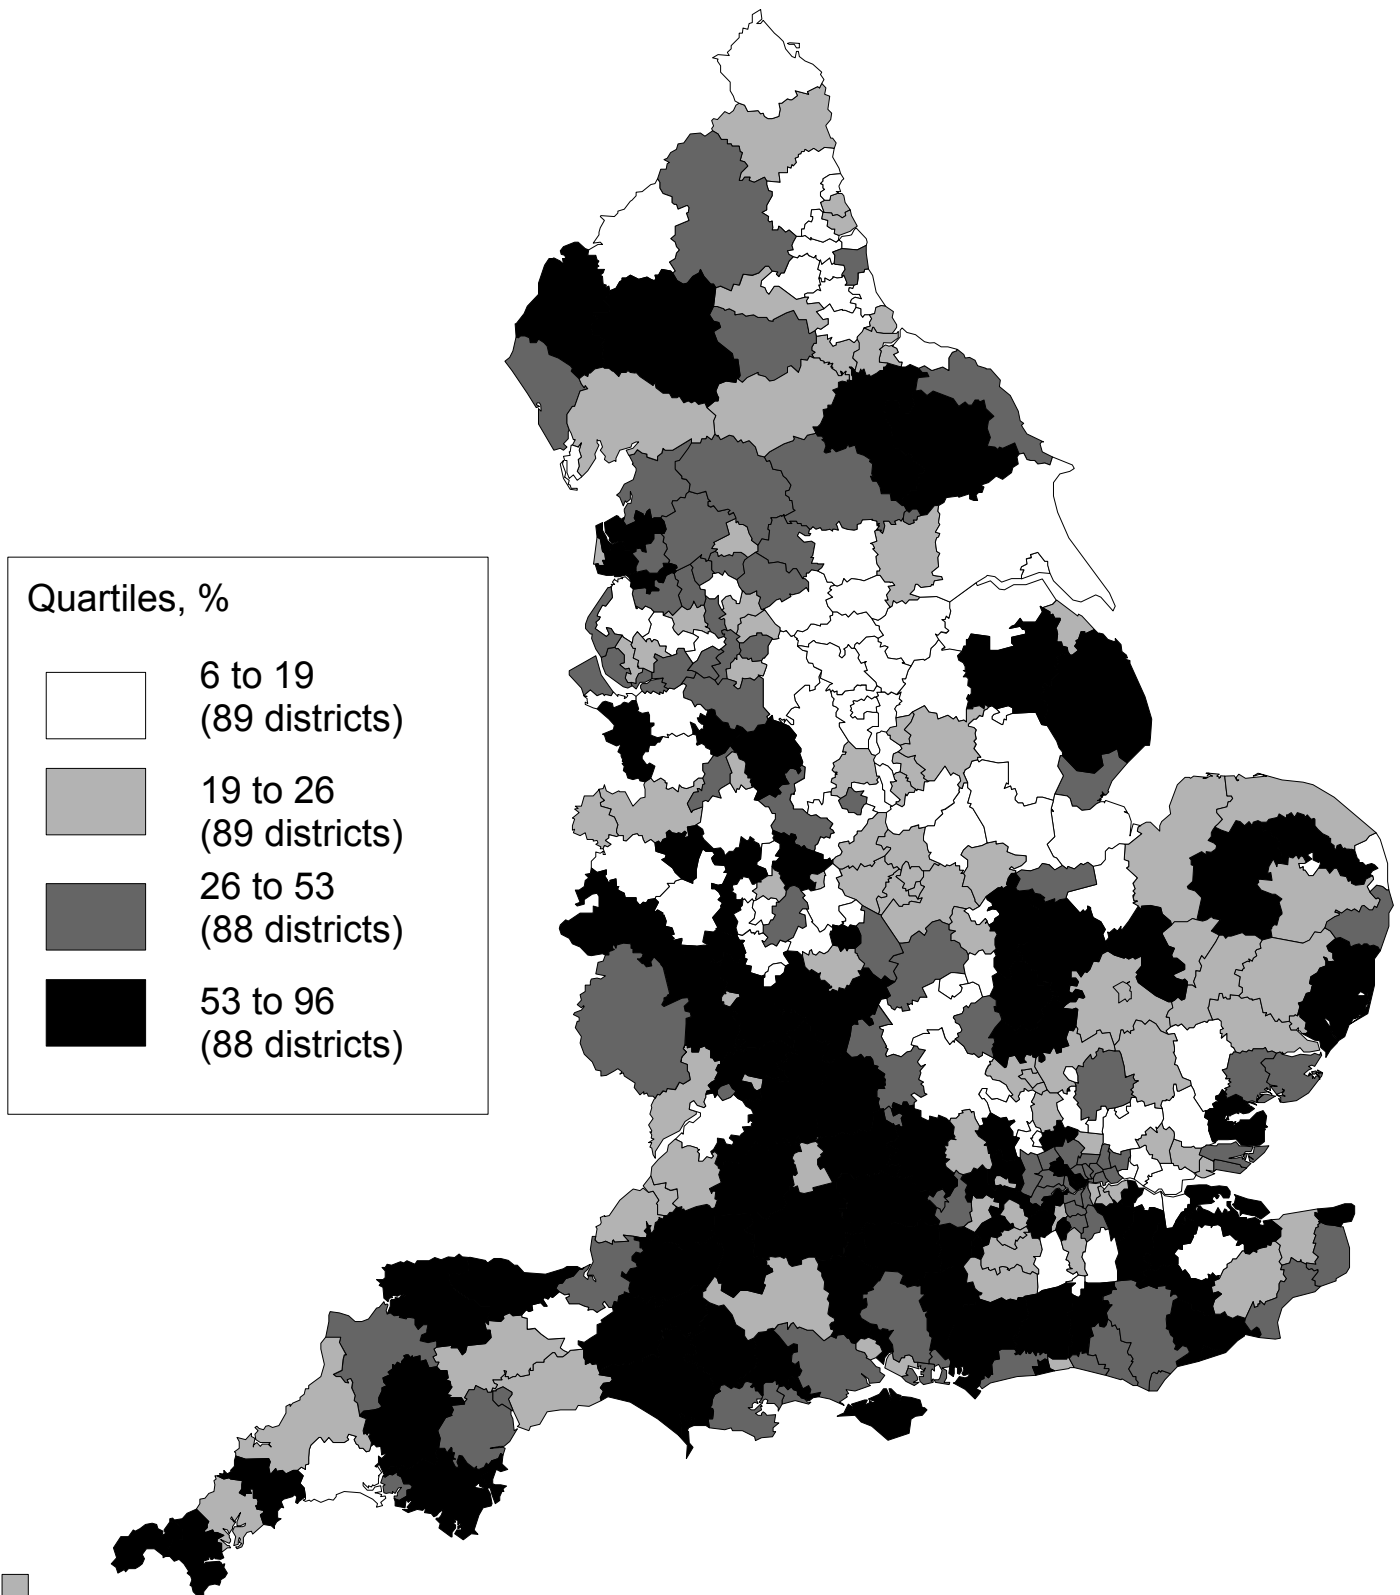 Quartiles, %
6 to 19
(89 districts)
19 to 26
(89 districts)
26 to 53
(88 districts)
53 to 96
(88 districts)